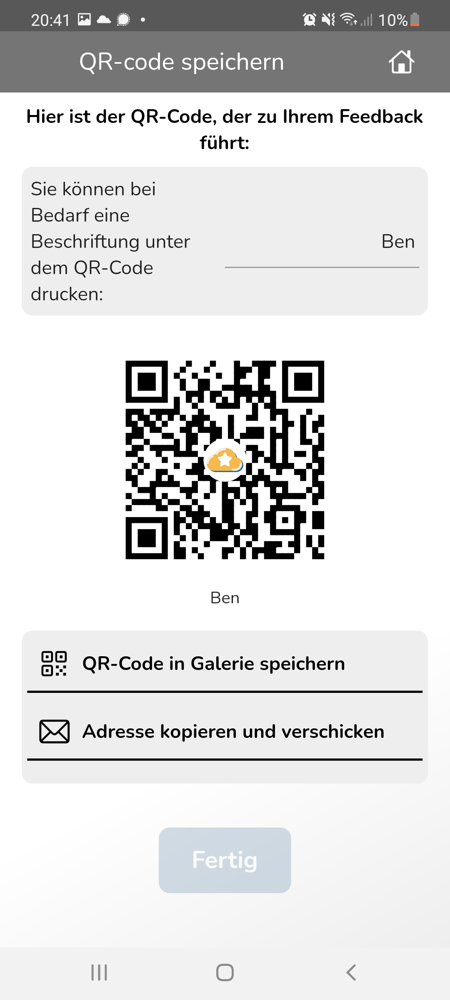 20:41
10%
QR-code speichern
Hier ist der QR-Code, der zu Ihrem Feedback
führt:
Sie können bei
Bedarf eine
Beschriftung unter
dem QR-Code
drucken:
Ben
Ben
QR-Code in Galerie speichern
Adresse kopieren und verschicken
Fertig